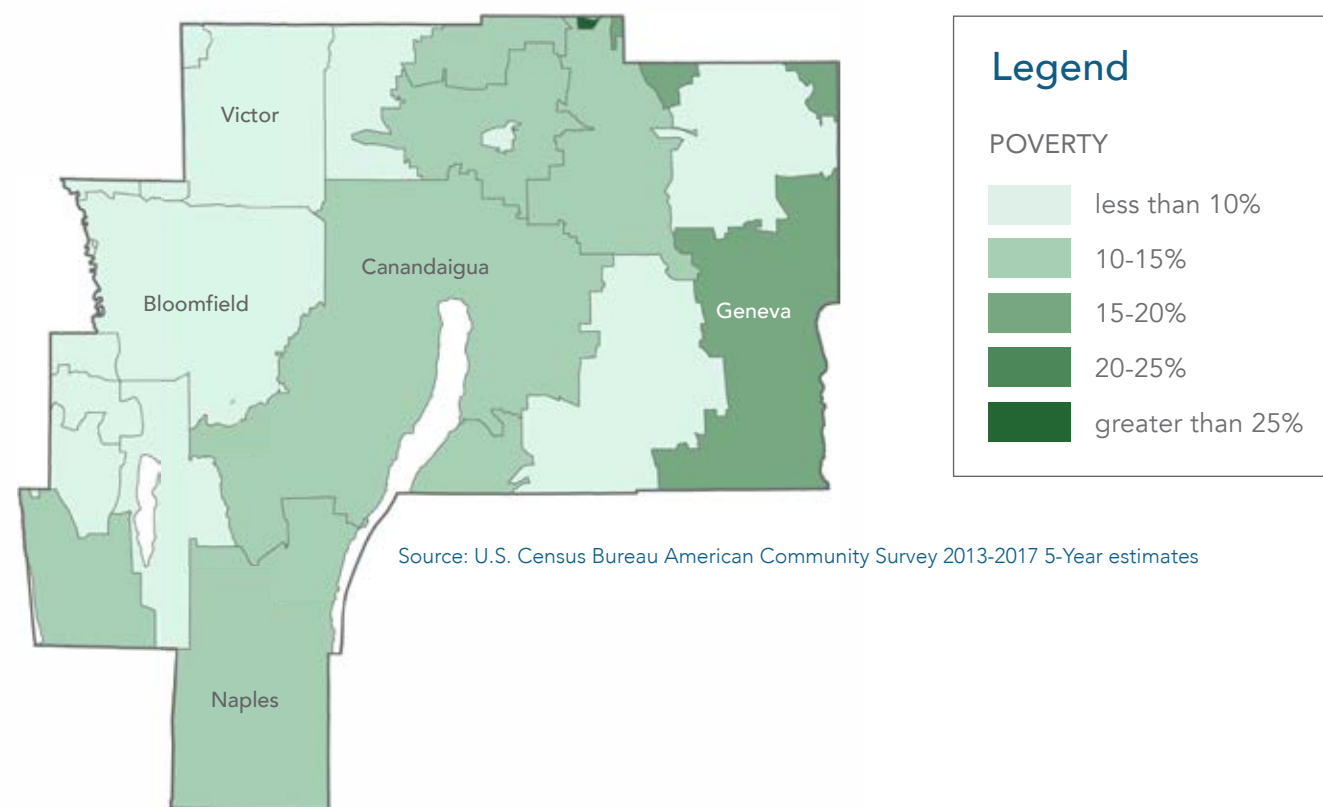 Victor
Canandaigua
Bloomfield
Geneva
Naples
Legend
POVERTY
less than 10%
10-15%
15-20%
20-25%
greater than 25%
Source: U.S. Census Bureau American Community Survey 2013-2017 5-Year estimates